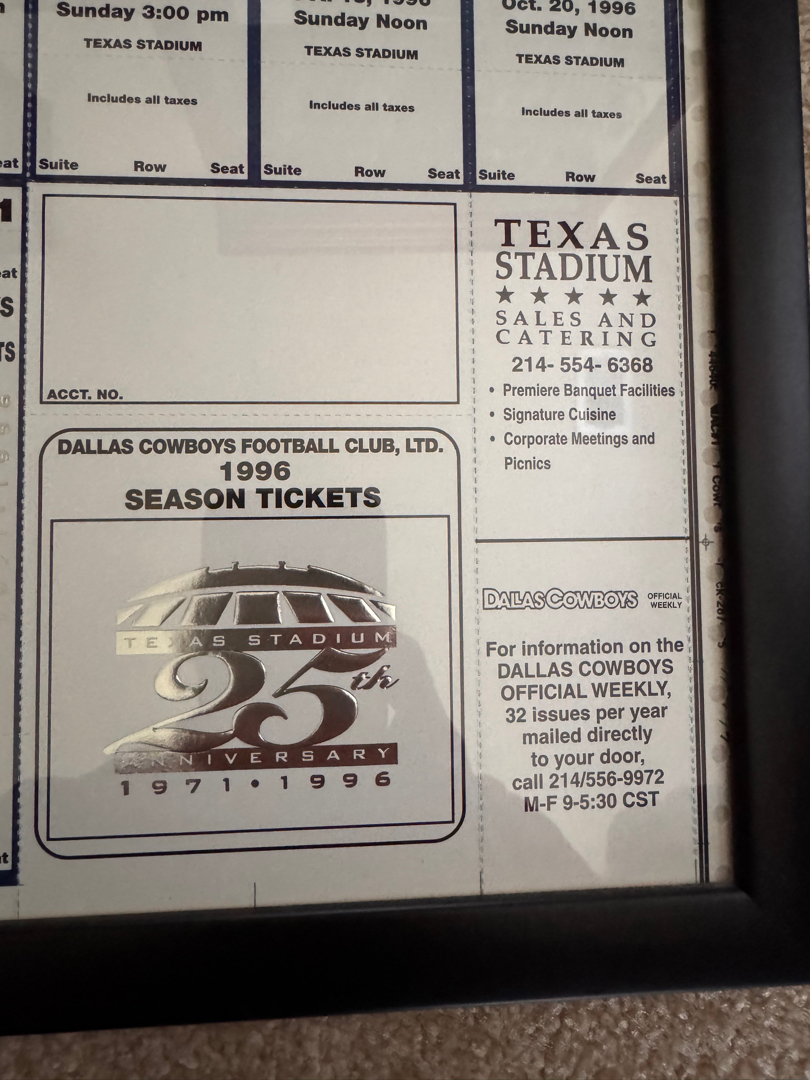 Sunday 3:00 pm
TEXAS STADIUM
Includes all taxes
Suite Row Seat
1996
Sunday Noon
TEXAS STADIUM
Includes all taxes
Suite Row Seat
Oct. 20, 1996
Sunday Noon
TEXAS STADIUM
Includes all taxes
Suite Row Seat
ACCT. NO.
DALLAS COWBOYS FOOTBALL CLUB, LTD.
1996
SEASON TICKETS
TEXAS STADIUM
25th
ANNIVERSARY
1971 • 1996
TEXAS
STADIUM
★ ★ ★ ★ ★
SALES AND
CATERING
214- 554- 6368
• Premiere Banquet Facilities
• Signature Cuisine
• Corporate Meetings and
Picnics
DALLAS COWBOYS OFFICIAL
WEEKLY
For information on the
DALLAS COWBOYS
OFFICIAL WEEKLY,
32 issues per year
mailed directly
to your door,
call 214/556-9972
M-F 9-5:30 CST